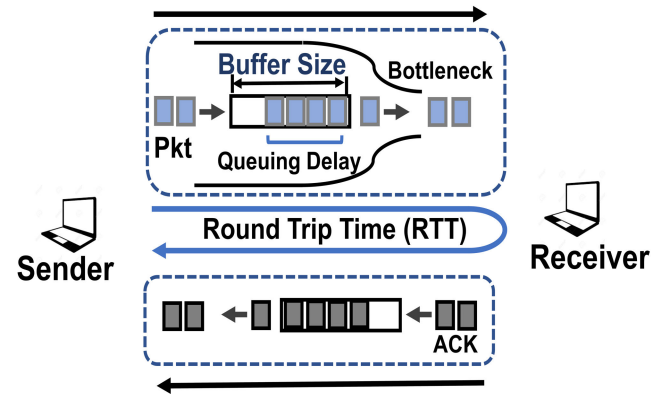 Buffer Size
Bottleneck
Pkt
Queuing Delay
Round Trip Time (RTT)
Sender
Receiver
ACK